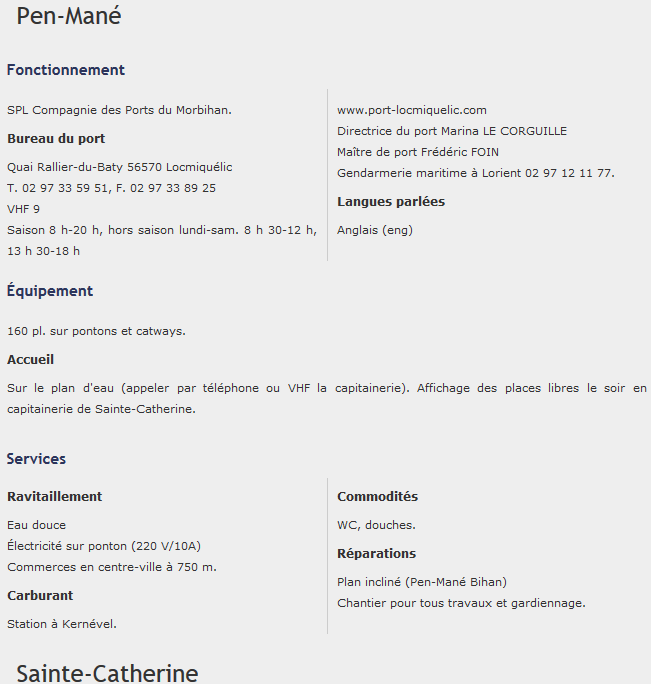 Pen-Mané
Fonctionnement
SPL Compagnie des Ports du Morbihan.
Bureau du port
Quai Rallier-du-Baty 56570 Locmiquélic
T. 02 97 33 59 51, F. 02 97 33 89 25
VHF 9
Saison 8 h-20 h, hors saison lundi-sam. 8 h 30-12 h,
13 h 30-18 h
www.port-locmiquelic.com
Directrice du port Marina LE CORGUILLE
Maître de port Frédéric FOIN
Gendarmerie maritime à Lorient 02 97 12 11 77.
Langues parlées
Anglais (eng)
Équipement
160 pl. sur pontons et catways.
Accueil
Sur le plan d'eau (appeler par téléphone ou VHF la capitainerie). Affichage des places libres le soir en
capitainerie de Sainte-Catherine.
Services
Ravitaillement
Eau douce
Électricité sur ponton (220 V/10A)
Commerces en centre-ville à 750 m.
Carburant
Station à Kernével.
Commodités
WC, douches.
Réparations
Plan incliné (Pen-Mané Bihan)
Chantier pour tous travaux et gardiennage.
Sainte-Catherine